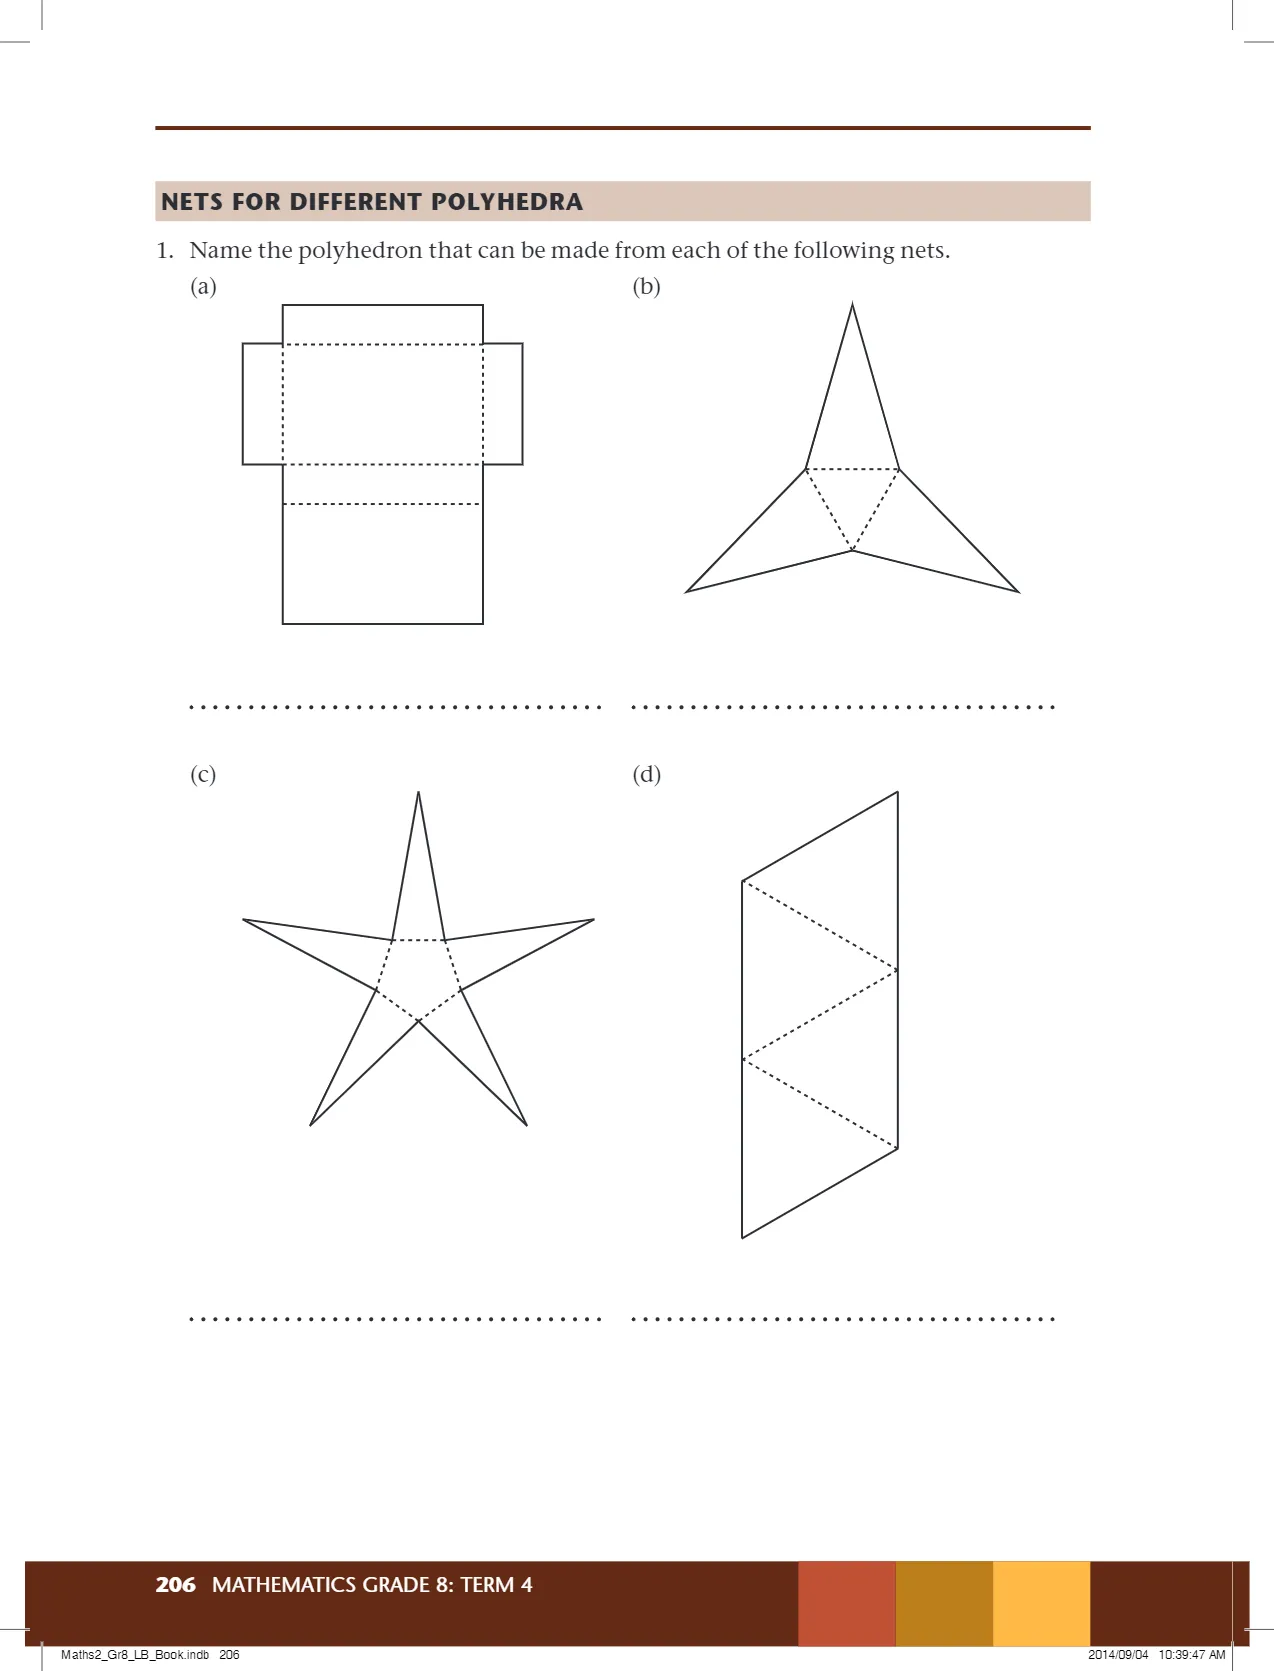 NETS FOR DIFFERENT POLYHEDRA
1. Name the polyhedron that can be made from each of the following nets.
(a)
(b)
(c)
(d)
206 MATHEMATICS GRADE 8: TERM 4
Maths2_Gr8_LB_Book.indb 206
2014/09/04 10:39:47 AM